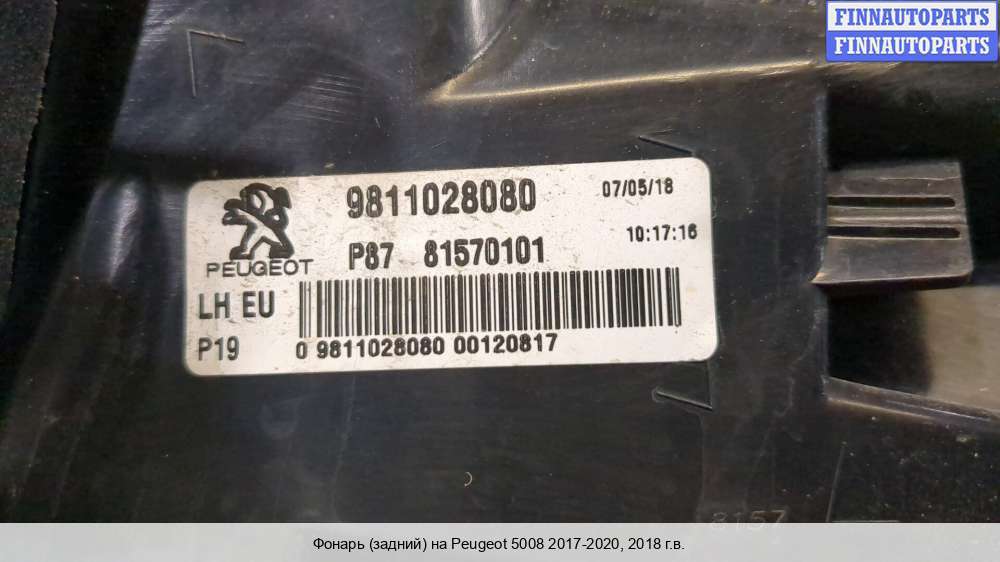 FINNAUTOPARTS
FINNAUTOPARTS
9811028080 07/05/18
P87 81570101 10:17:16
PEUGEOT
LH EU
P19 0 9811028080 00120817
8157
Фонарь (задний) на Peugeot 5008 2017-2020, 2018 г.в.